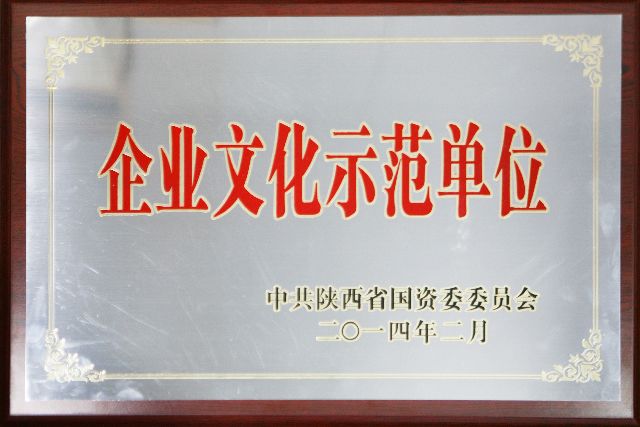 企业文化示范单位
中共陕西省国资委委员会
二〇一四年二月